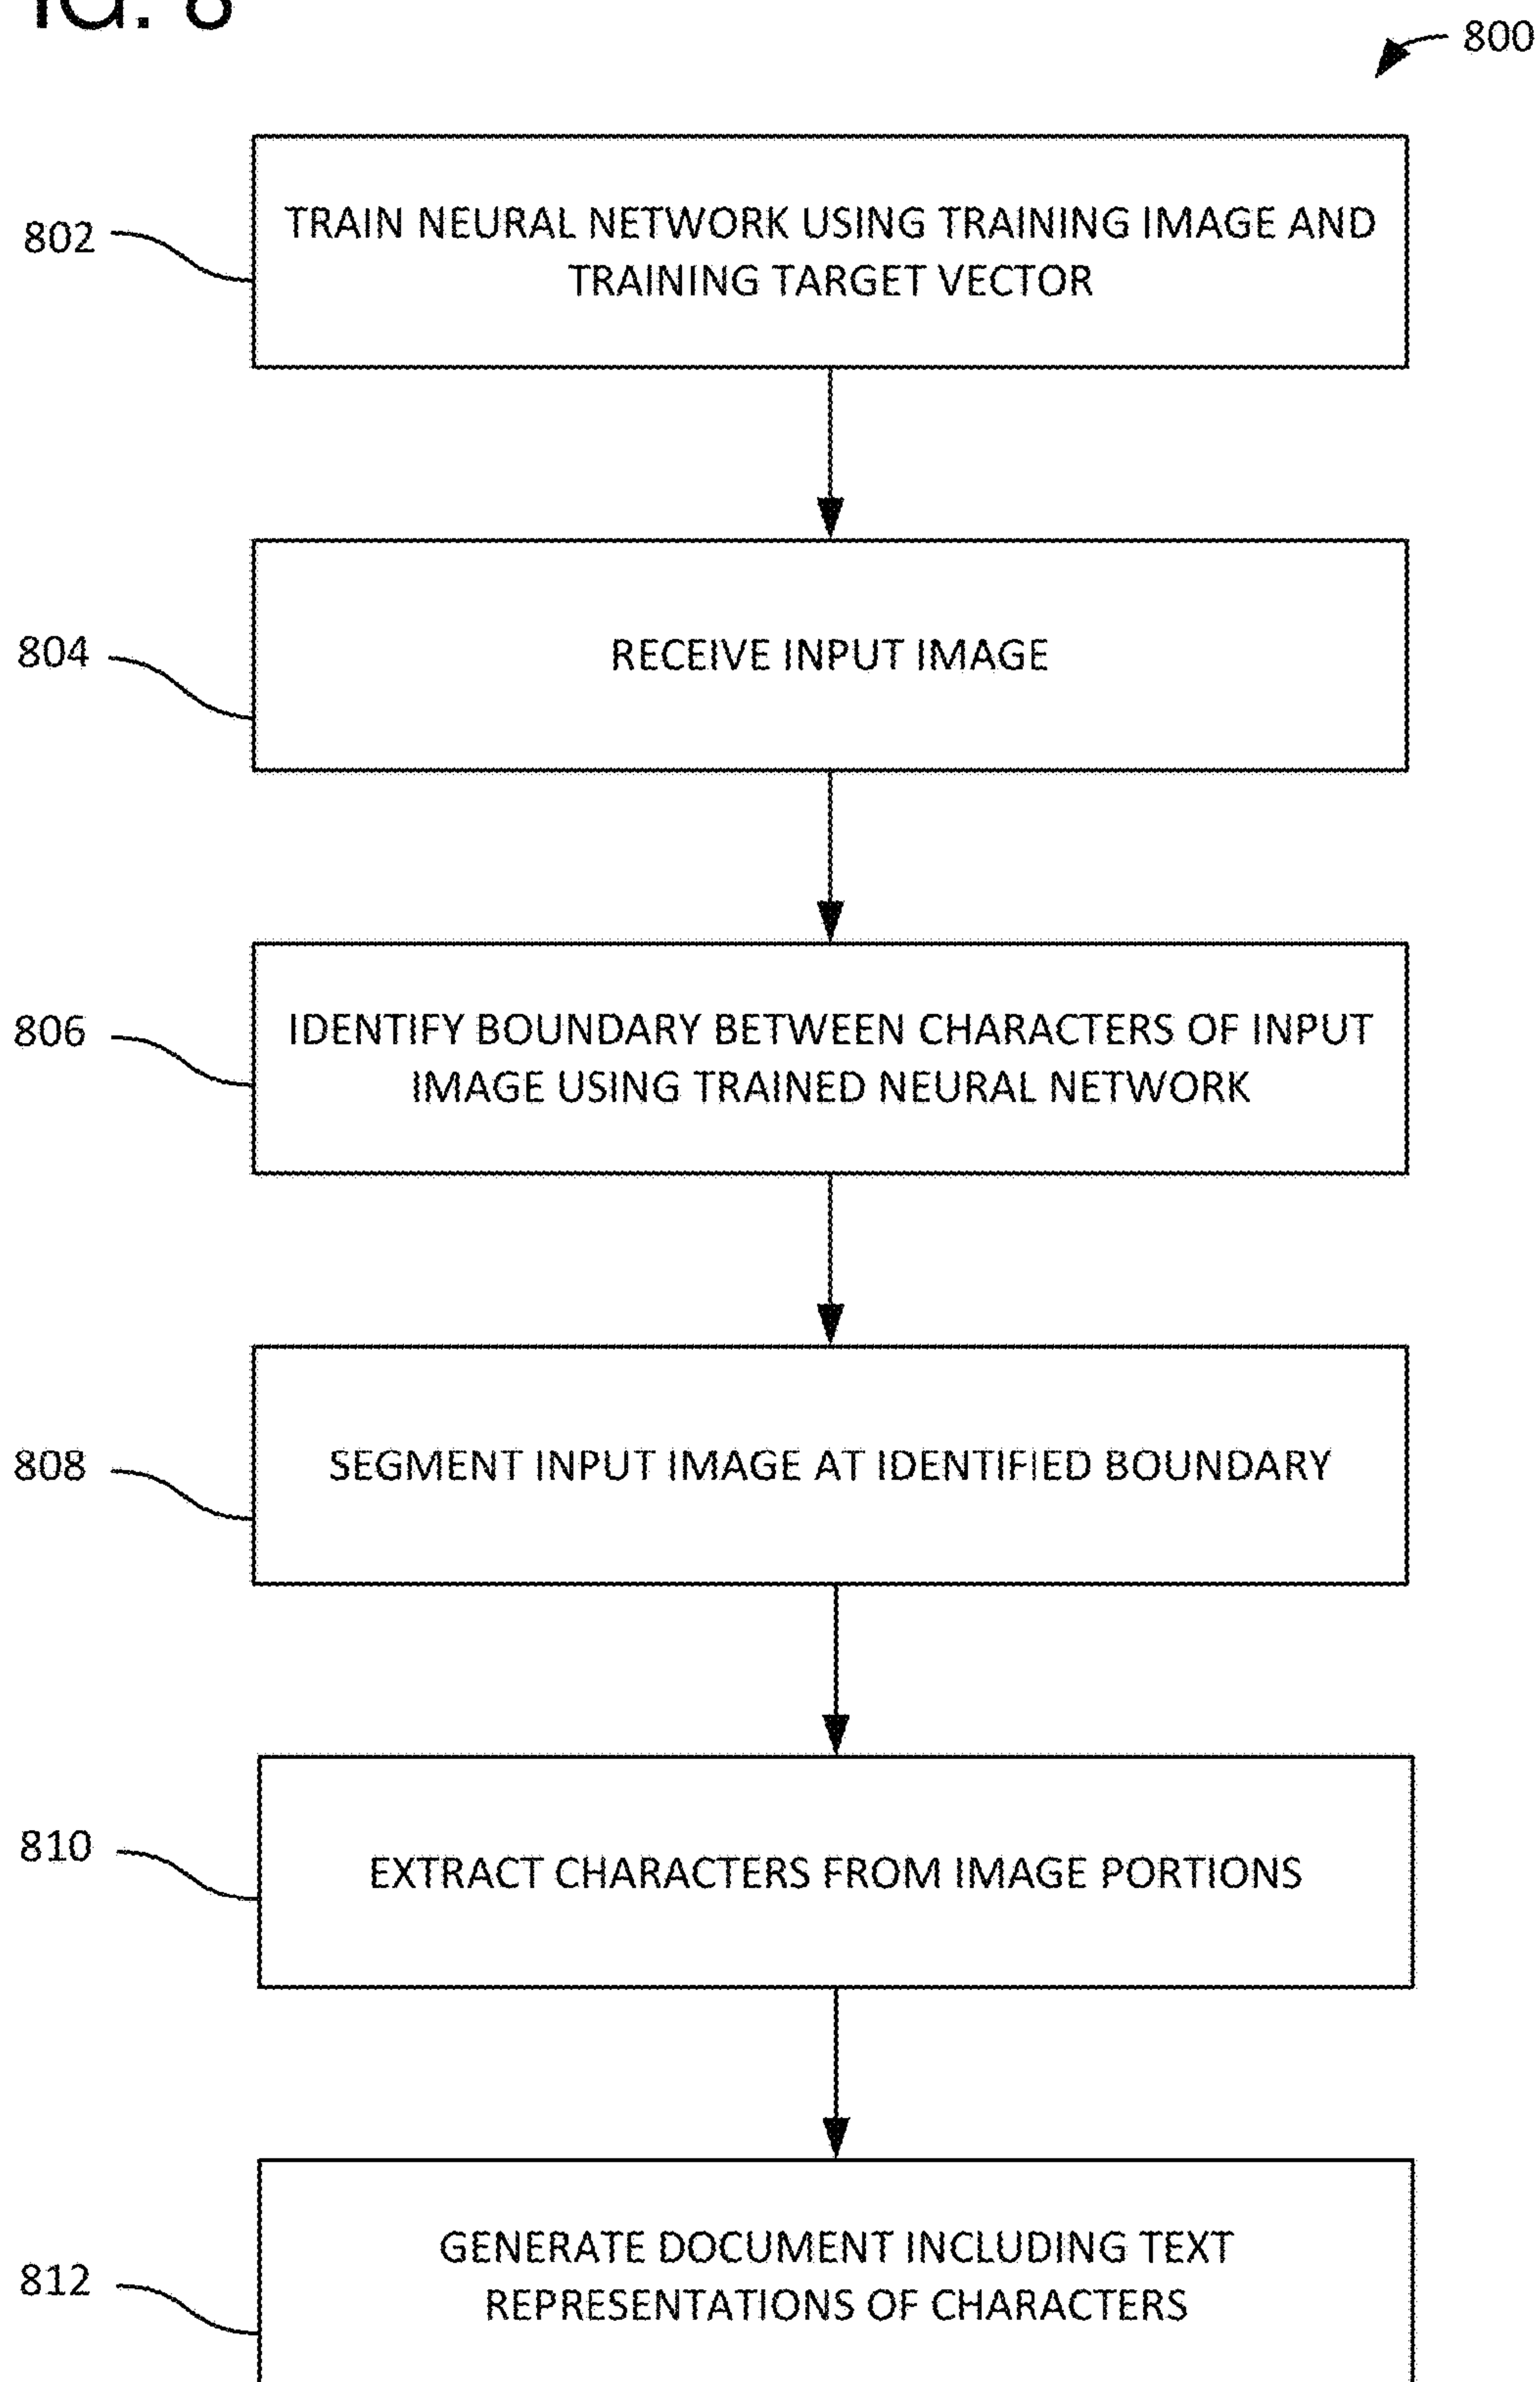 IG. 8
800
802
TRAIN NEURAL NETWORK USING TRAINING IMAGE AND
TRAINING TARGET VECTOR
804
RECEIVE INPUT IMAGE
806
IDENTIFY BOUNDARY BETWEEN CHARACTERS OF INPUT
IMAGE USING TRAINED NEURAL NETWORK
808
SEGMENT INPUT IMAGE AT IDENTIFIED BOUNDARY
810
EXTRACT CHARACTERS FROM IMAGE PORTIONS
812
GENERATE DOCUMENT INCLUDING TEXT
REPRESENTATIONS OF CHARACTERS